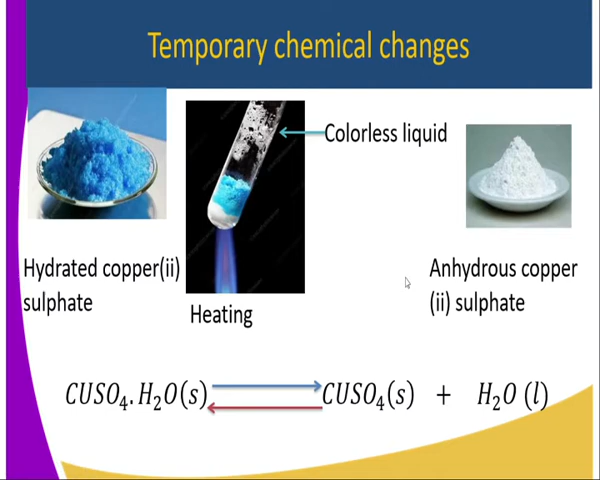 Temporary chemical changes
Colorless liquid
Hydrated copper(ii)
sulphate
Heating
Anhydrous copper
(ii) sulphate
CUSO₄.H₂O(s) CUSO₄(s) + H₂O (l)